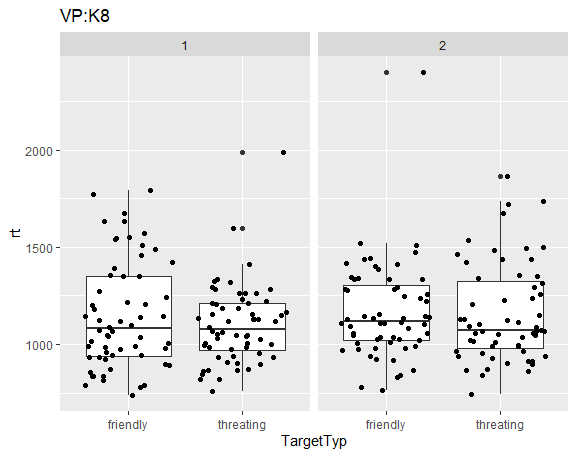 VP:K8
1 2
rt
2000
1500
1000
friendly threating friendly threating
TargetTyp